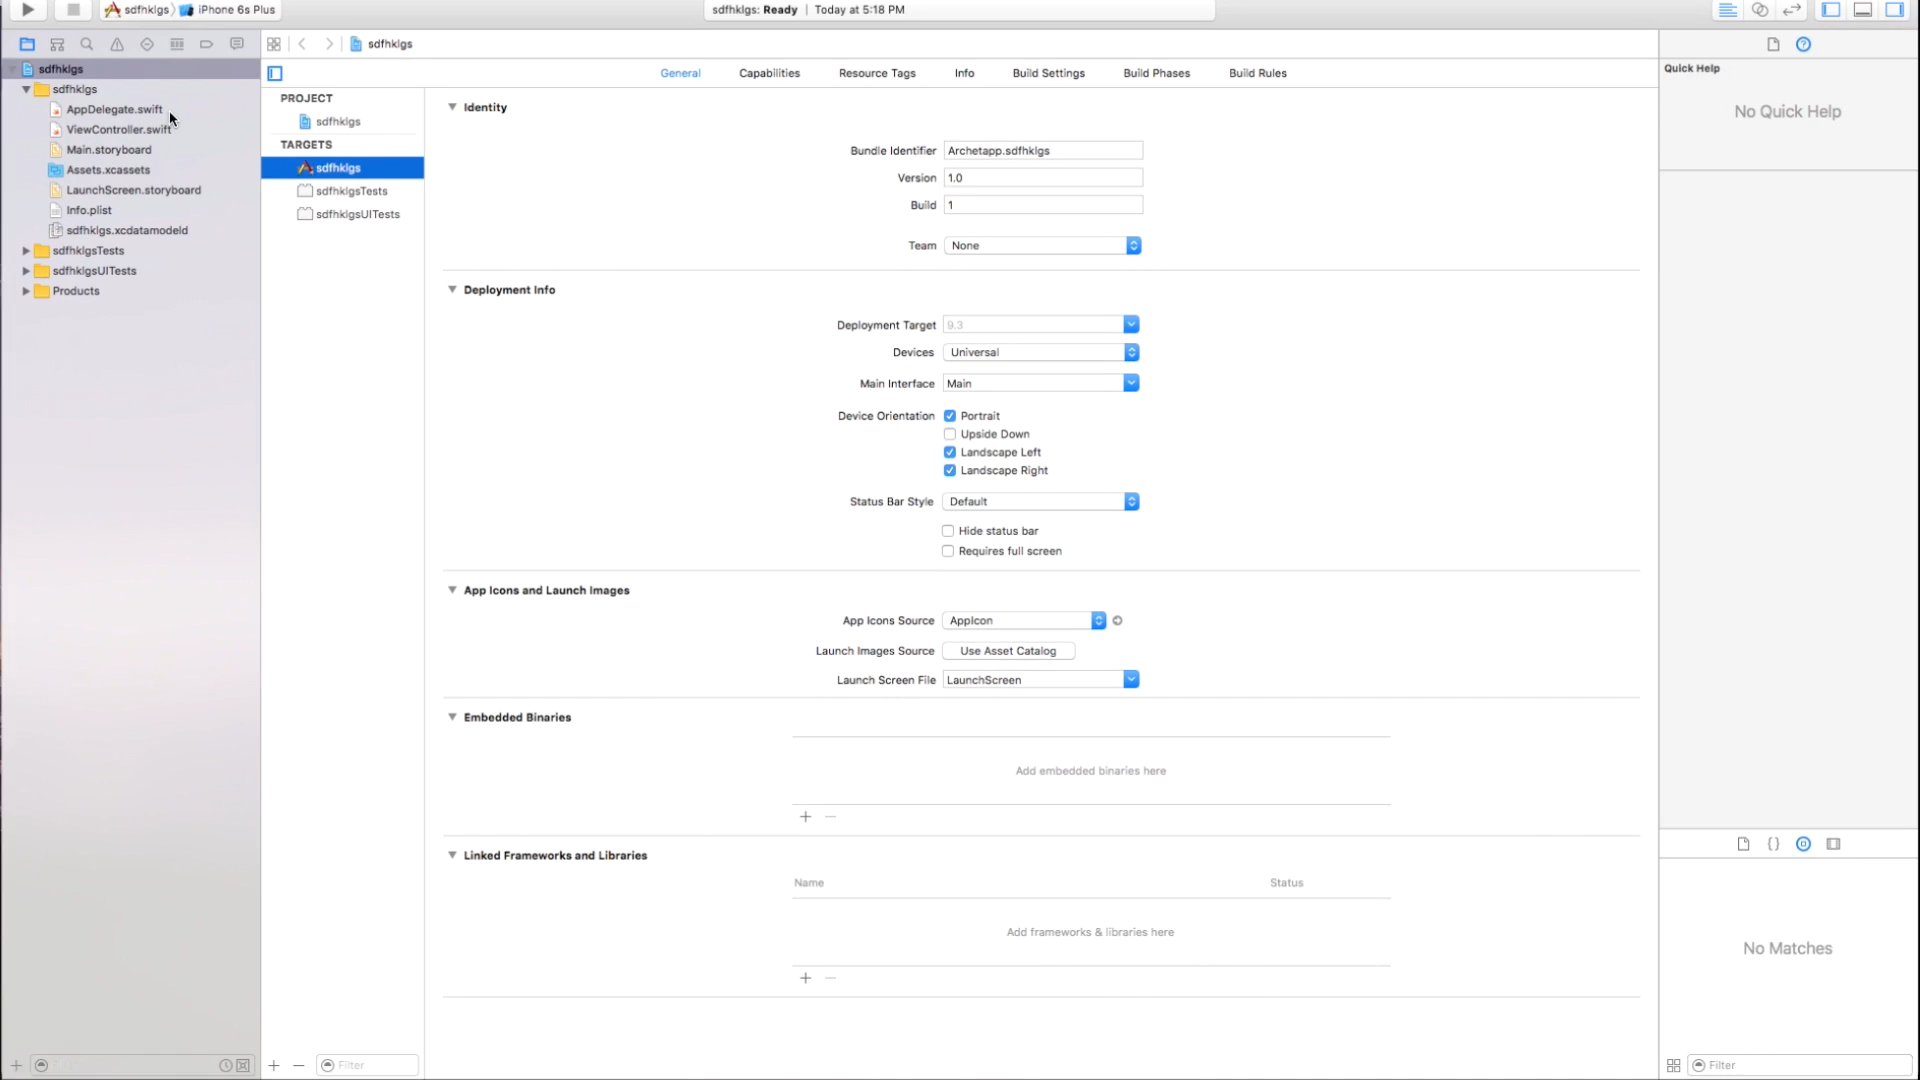 sdfhklgs iPhone 6s Plus
sdfhklgs: Ready | Today at 5:18 PM
sdfhklgs
Quick Help
No Quick Help
No Matches
Filter
sdfhklgs
sdfhklgs
AppDelegate.swift
ViewController.swift
Main.storyboard
Assets.xcassets
LaunchScreen.storyboard
Info.plist
sdfhklgs.xcdatamodeld
sdfhklgsTests
sdfhklgsUITests
Products
General Capabilities Resource Tags Info Build Settings Build Phases Build Rules
PROJECT
sdfhklgs
TARGETS
sdfhklgs
sdfhklgsTests
sdfhklgsUITests
Filter
Identity
Bundle Identifier Archetapp.sdfhklgs
Version 1.0
Build 1
Team None
Deployment Info
Deployment Target 9.3
Devices Universal
Main Interface Main
Device Orientation Portrait
Upside Down
Landscape Left
Landscape Right
Status Bar Style Default
Hide status bar
Requires full screen
App Icons and Launch Images
App Icons Source AppIcon
Launch Images Source Use Asset Catalog
Launch Screen File LaunchScreen
Embedded Binaries
Add embedded binaries here
Linked Frameworks and Libraries
Name Status
Add frameworks & libraries here